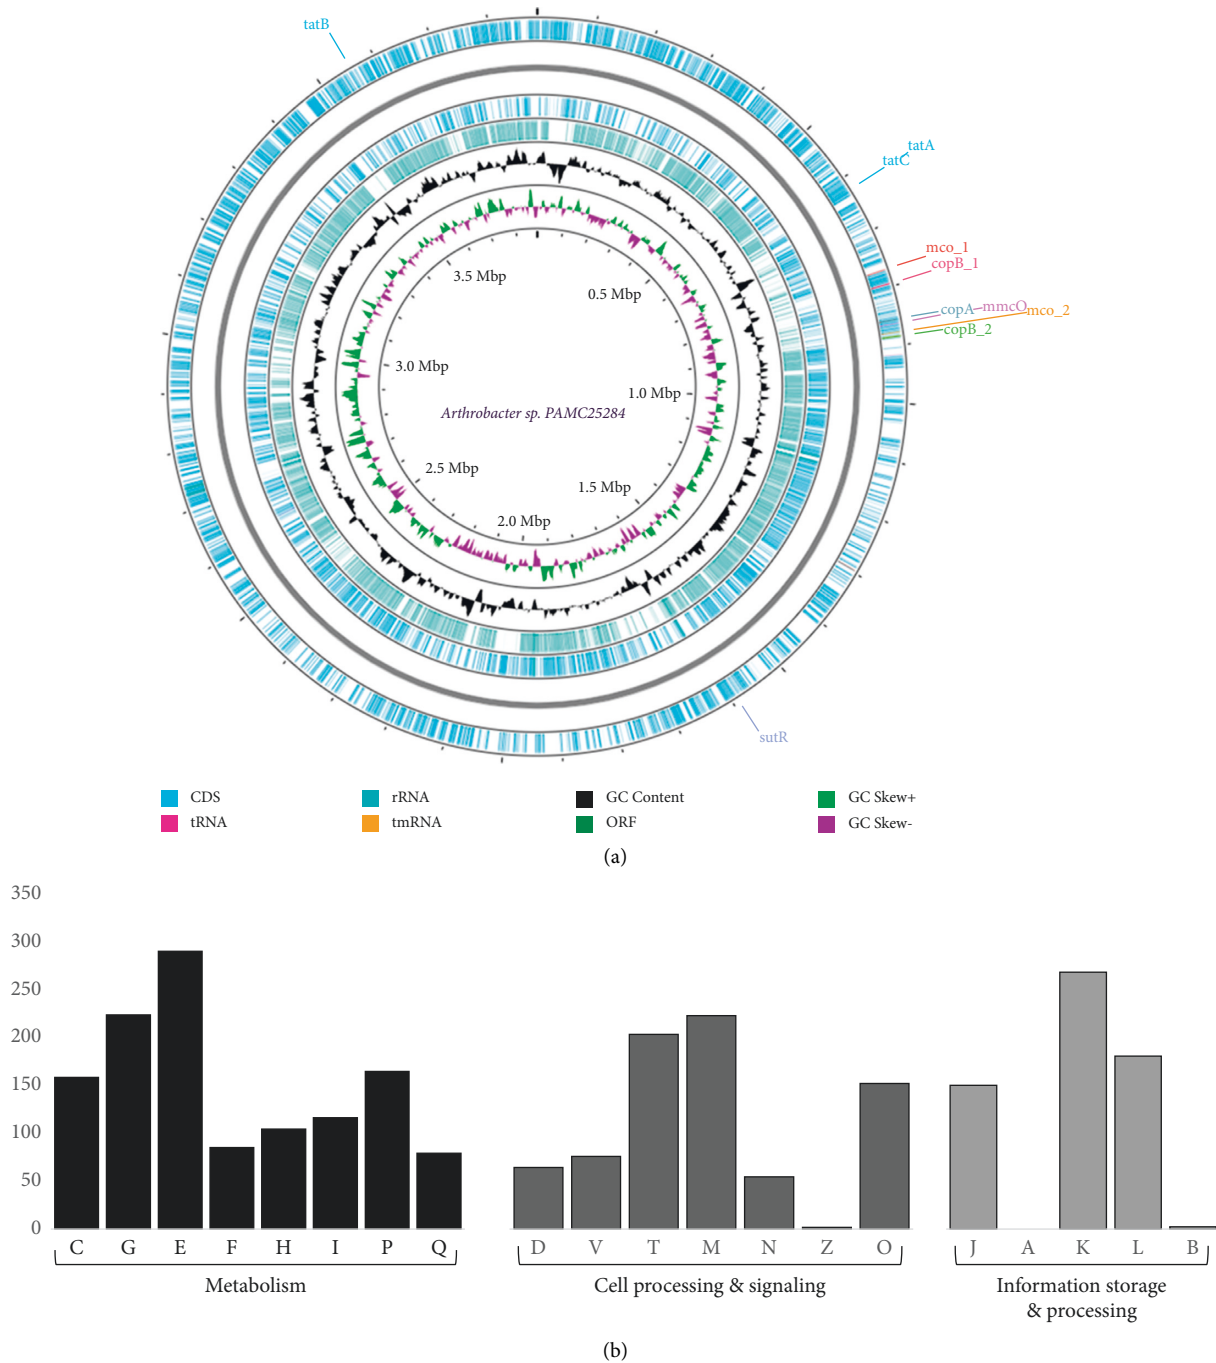 tatB
tatA
tatC
mco_1
copB_1
copA
mmcO
mco_2
copB_2
3.5 Mbp
0.5 Mbp
3.0 Mbp
1.0 Mbp
Arthrobacter sp. PAMC25284
2.5 Mbp
1.5 Mbp
2.0 Mbp
sutR
CDS
rRNA
GC Content
GC Skew+
tRNA
tmRNA
ORF
GC Skew-
(a)
350
300
250
200
150
100
50
0
C G E F H I P Q
D V T M N Z O
J A K L B
Metabolism
Cell processing & signaling
Information storage
& processing
(b)